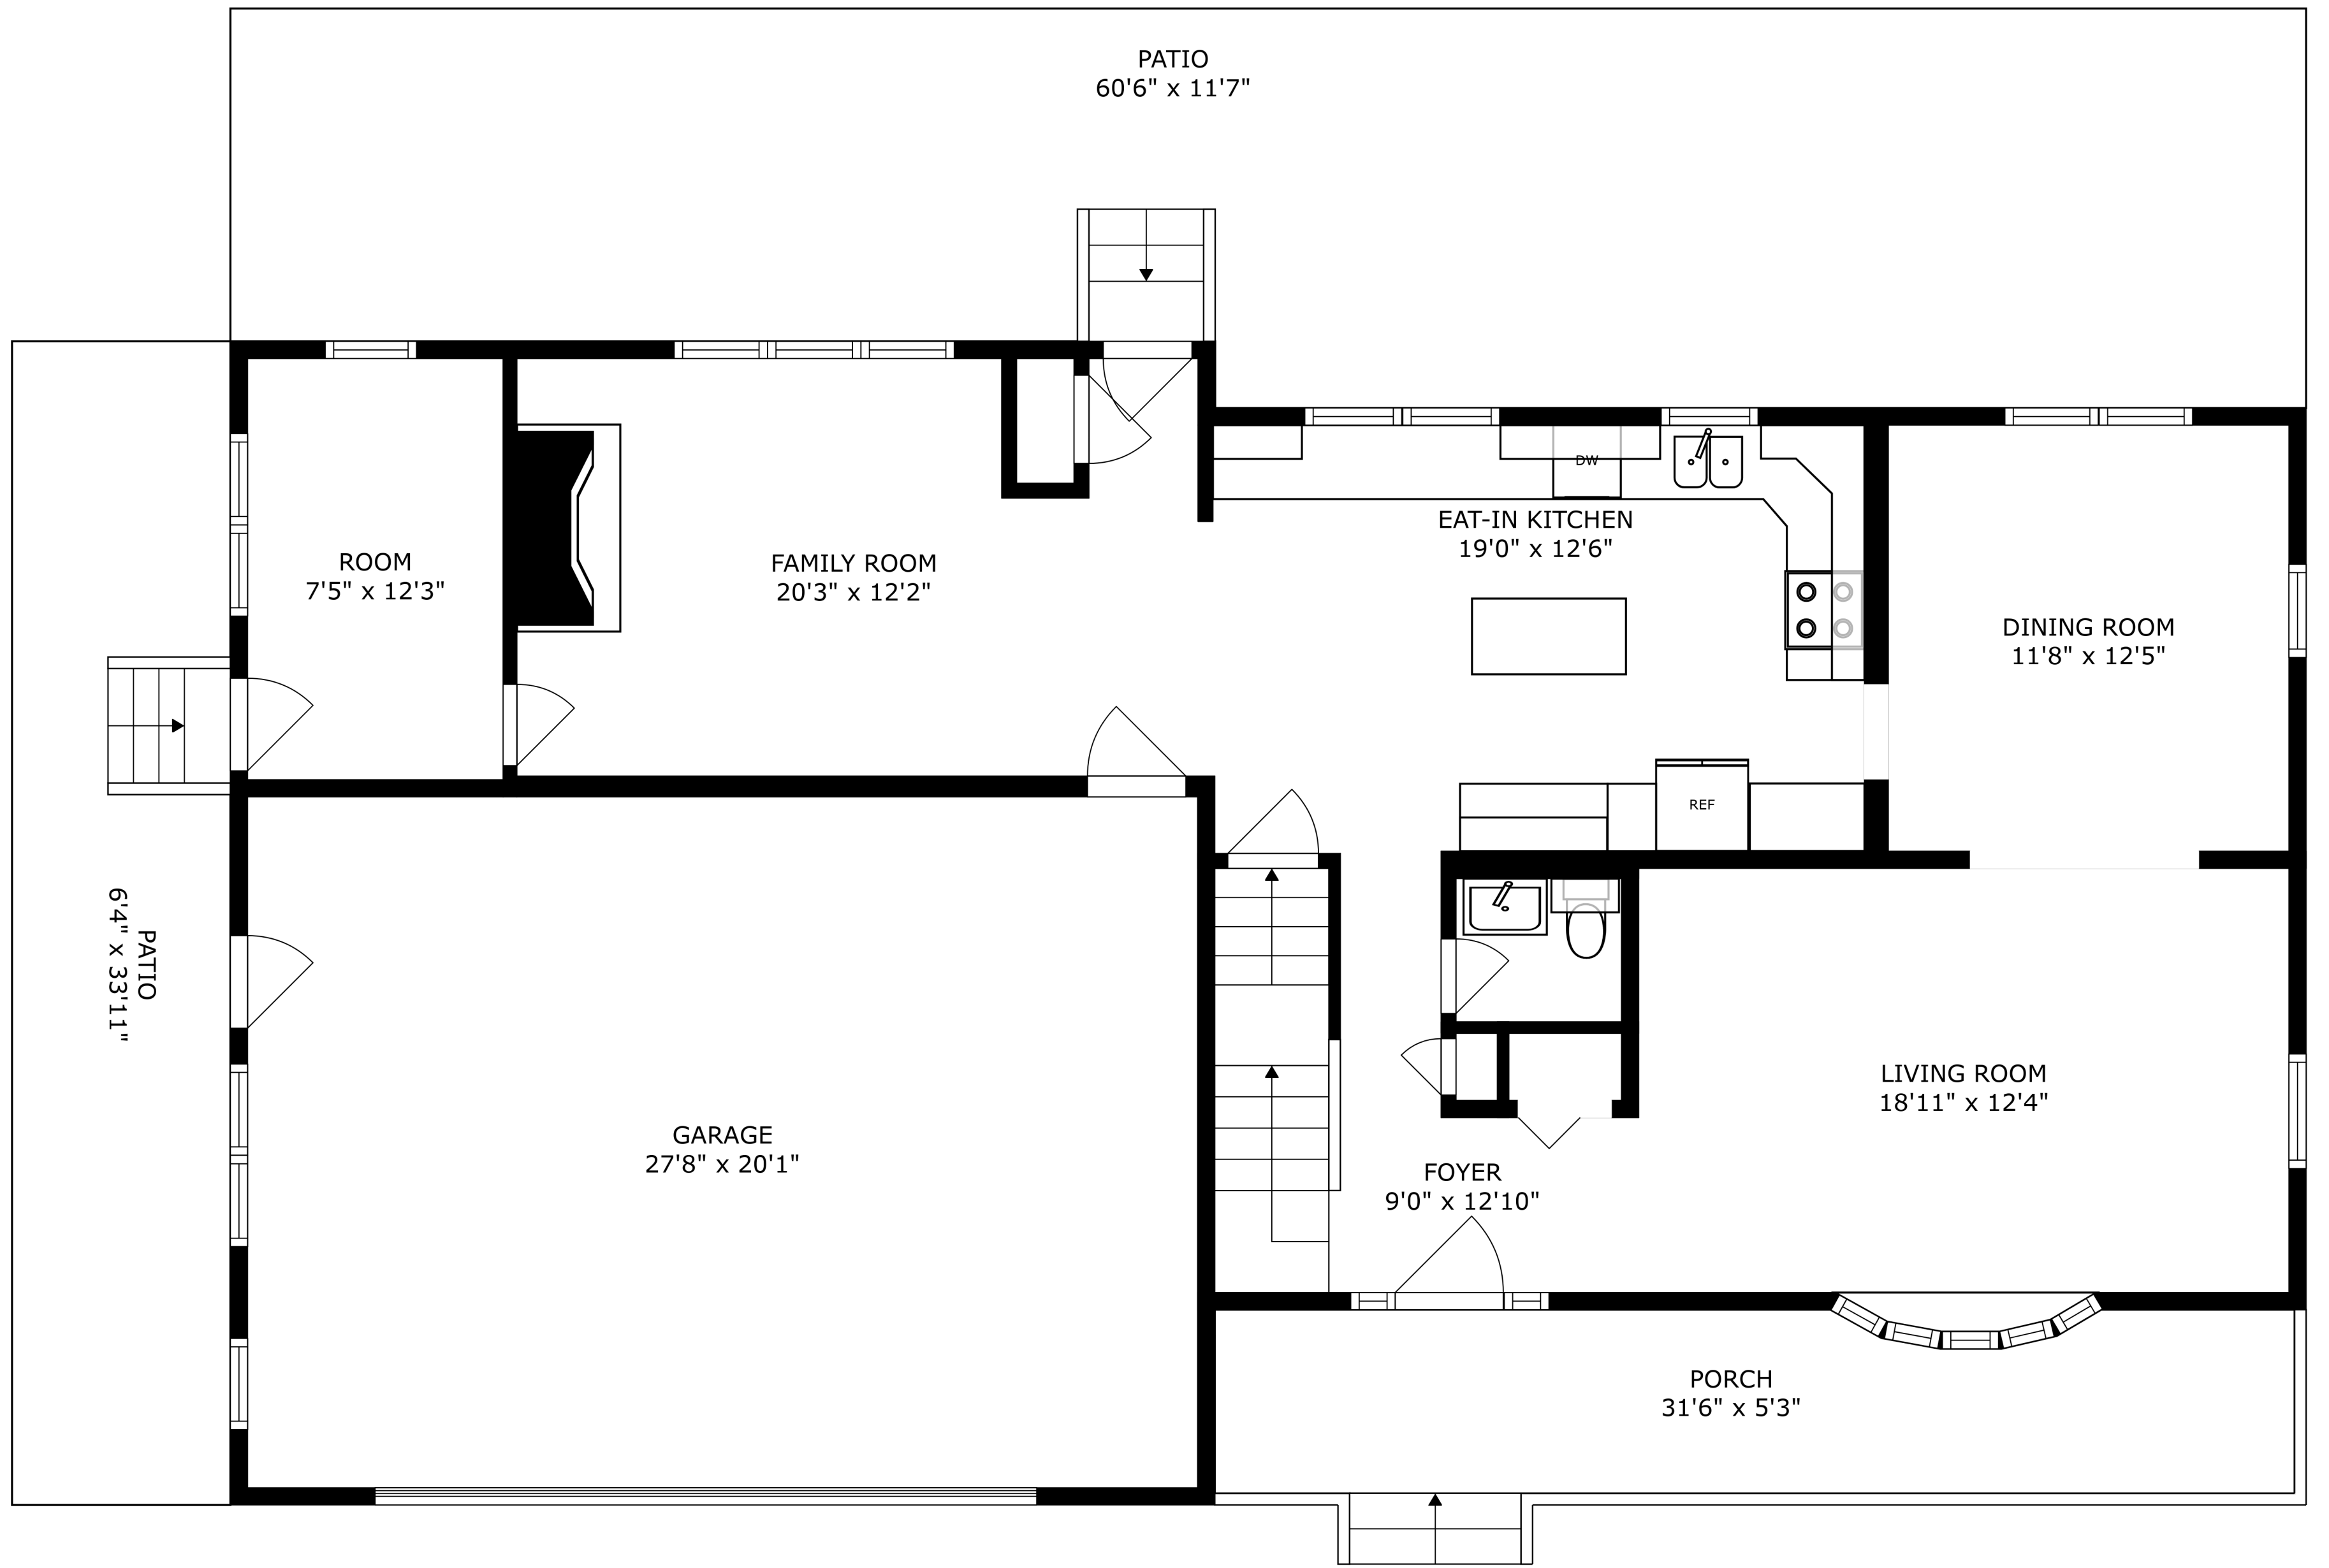 PATIO
60'6" x 11'7"
DW
EAT-IN KITCHEN
19'0" x 12'6"
ROOM
7'5" x 12'3"
FAMILY ROOM
20'3" x 12'2"
DINING ROOM
11'8" x 12'5"
REF
PATIO
6'4" x 33'11"
LIVING ROOM
18'11" x 12'4"
GARAGE
27'8" x 20'1"
FOYER
9'0" x 12'10"
PORCH
31'6" x 5'3"